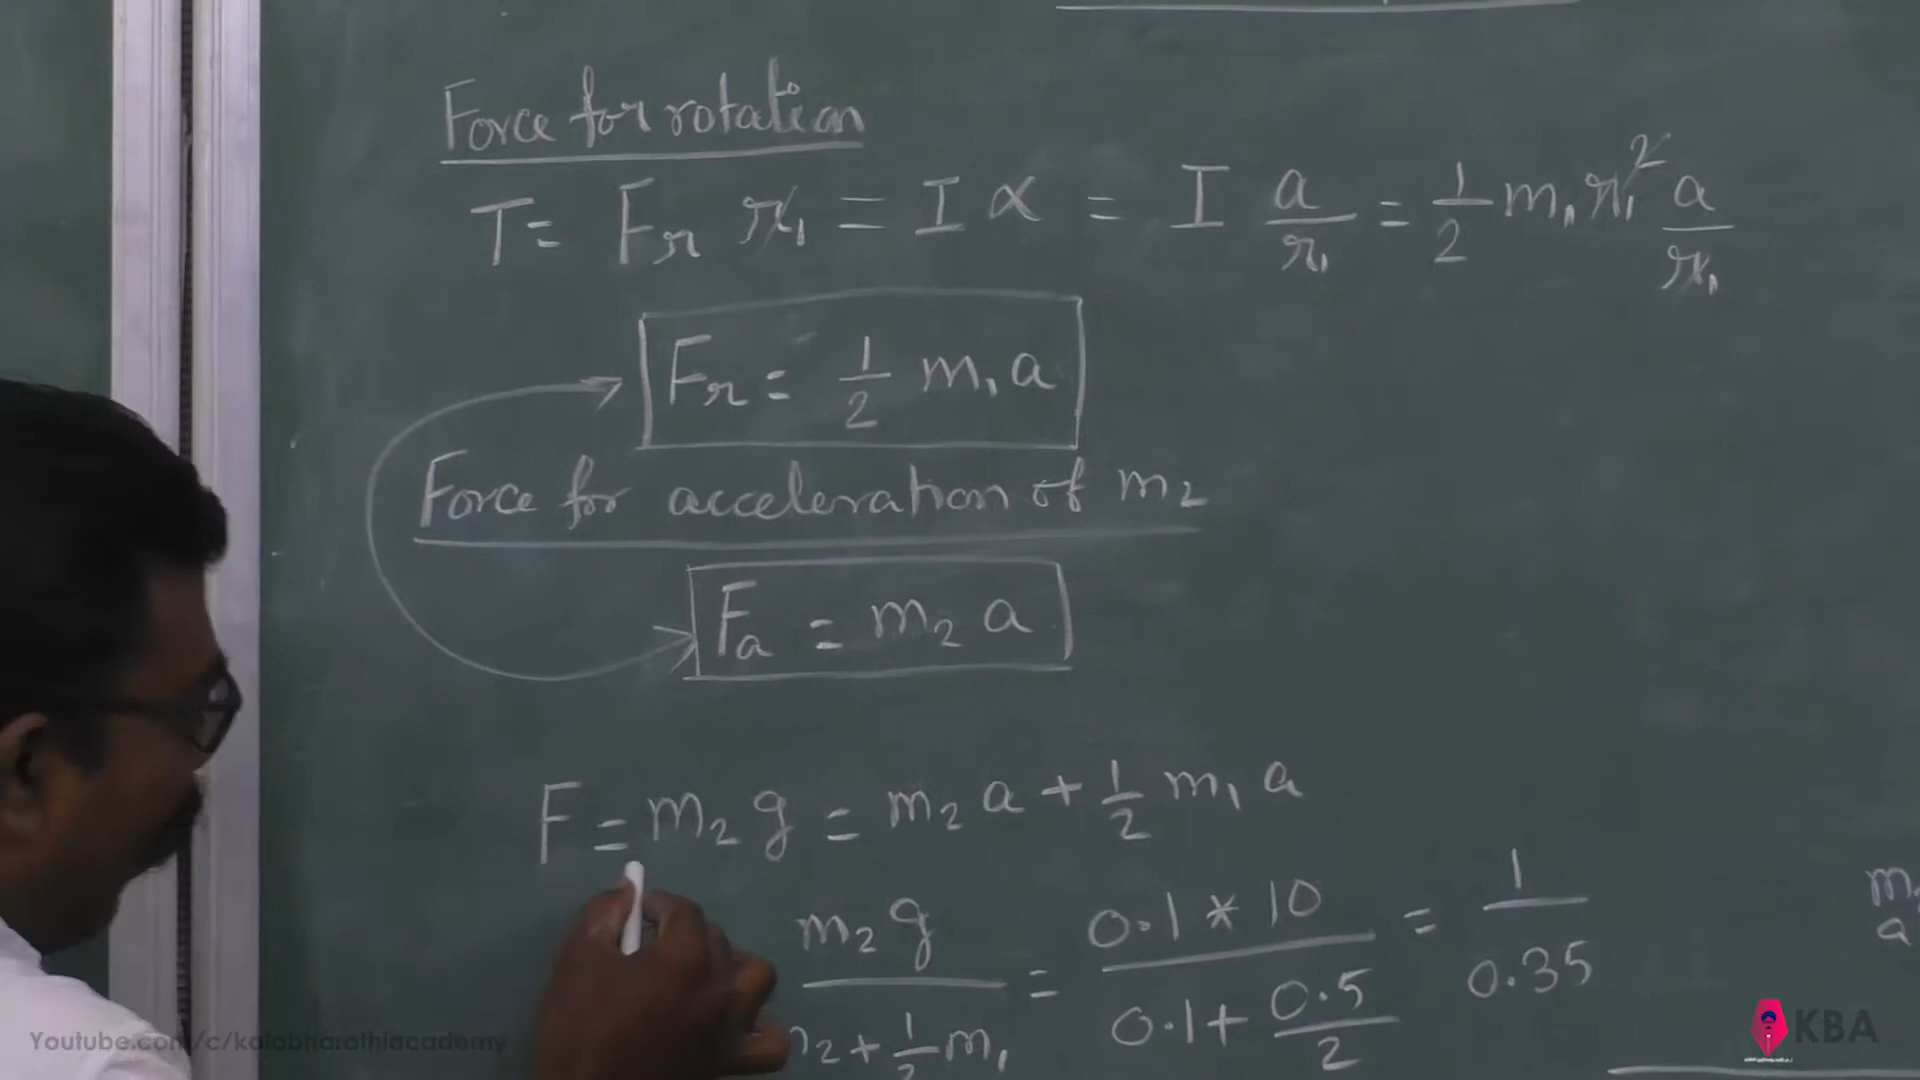 Force for rotation
T = Fr r₁ = I α = I a/r₁ = 1/2 m₁ r₁² a/r₁
Fr = 1/2 m₁ a
Force for acceleration of m₂
Fa = m₂ a
F = m₂ g = m₂ a + 1/2 m₁ a
m₂ g / m₂ + 1/2 m₁ = 0.1 * 10 / 0.1 + 0.5/2 = 1 / 0.35
a
Youtube.com/c/kalabharathiacademy
KBA